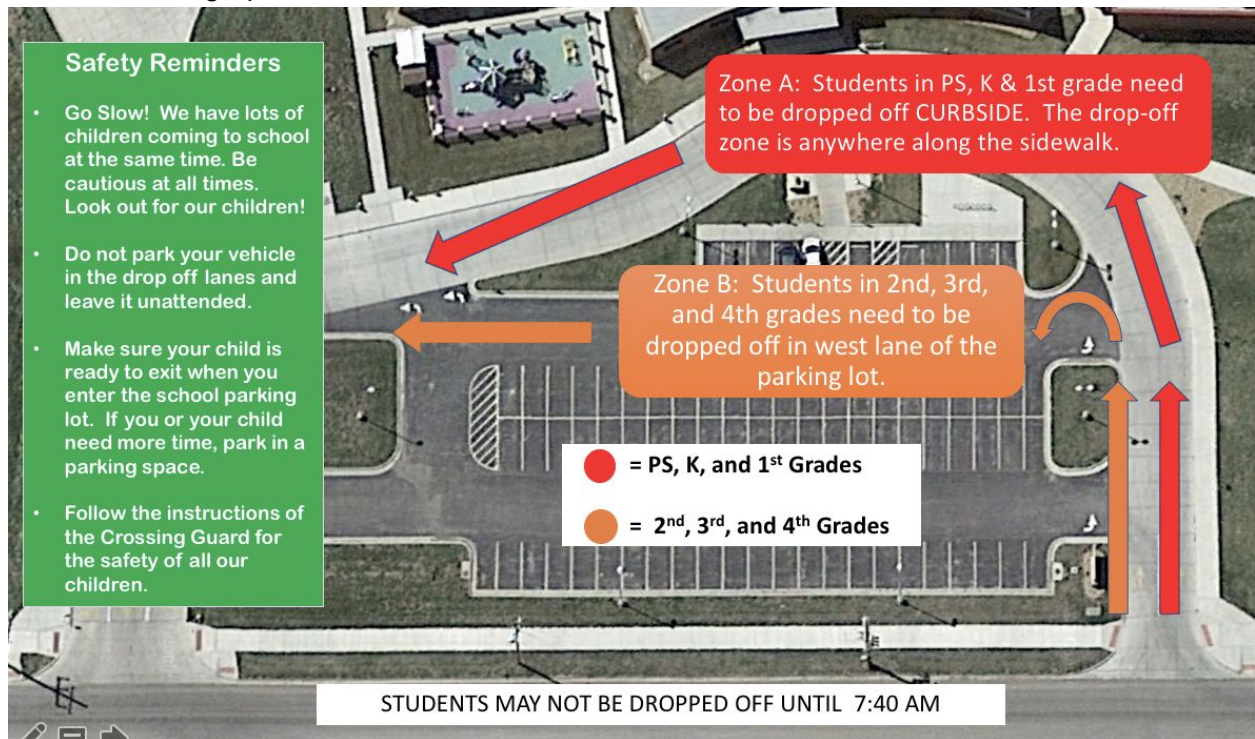 Safety Reminders
• Go Slow! We have lots of
children coming to school
at the same time. Be
cautious at all times.
Look out for our children!
• Do not park your vehicle
in the drop off lanes and
leave it unattended.
• Make sure your child is
ready to exit when you
enter the school parking
lot. If you or your child
need more time, park in a
parking space.
• Follow the instructions of
the Crossing Guard for
the safety of all our
children.
Zone A: Students in PS, K & 1st grade need
to be dropped off CURBSIDE. The drop-off
zone is anywhere along the sidewalk.
Zone B: Students in 2nd, 3rd,
and 4th grades need to be
dropped off in west lane of the
parking lot.
= PS, K, and 1st Grades
= 2nd, 3rd, and 4th Grades
STUDENTS MAY NOT BE DROPPED OFF UNTIL 7:40 AM